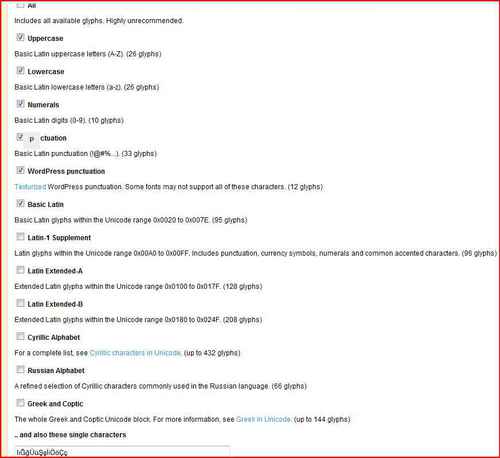 All
Includes all available glyphs. Highly unrecommended.
Uppercase
Basic Latin uppercase letters (A-Z). (26 glyphs)
Lowercase
Basic Latin lowercase letters (a-z). (26 glyphs)
Numerals
Basic Latin digits (0-9). (10 glyphs)
p ctuation
Basic Latin punctuation (!@#%...). (33 glyphs)
WordPress punctuation
Texturized WordPress punctuation. Some fonts may not support all of these characters. (12 glyphs)
Basic Latin
Basic Latin glyphs within the Unicode range 0x0020 to 0x007E. (95 glyphs)
Latin-1 Supplement
Latin glyphs within the Unicode range 0x00A0 to 0x00FF. Includes punctuation, currency symbols, numerals and common accented characters. (96 glyphs)
Latin Extended-A
Extended Latin glyphs within the Unicode range 0x0100 to 0x017F. (128 glyphs)
Latin Extended-B
Extended Latin glyphs within the Unicode range 0x0180 to 0x024F. (208 glyphs)
Cyrillic Alphabet
For a complete list, see Cyrillic characters in Unicode. (up to 432 glyphs)
Russian Alphabet
A refined selection of Cyrillic characters commonly used in the Russian language. (66 glyphs)
Greek and Coptic
The whole Greek and Coptic Unicode block. For more information, see Greek in Unicode. (up to 144 glyphs)
.. and also these single characters